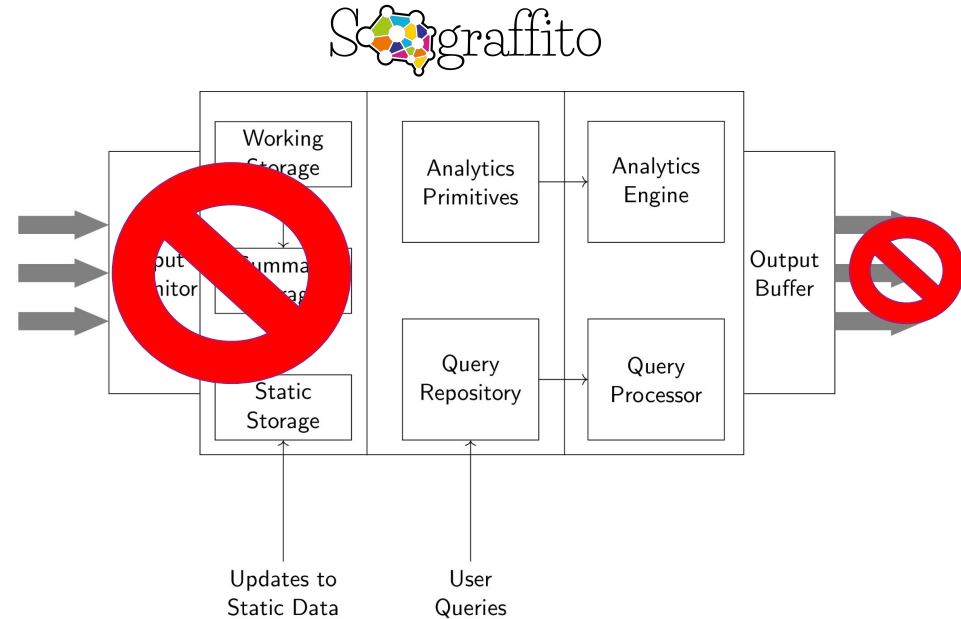 Sograffito
Working
Storage
Analytics
Primitives
Analytics
Engine
Output
Buffer
Query
Repository
Query
Processor
Static
Storage
Updates to
Static Data
User
Queries